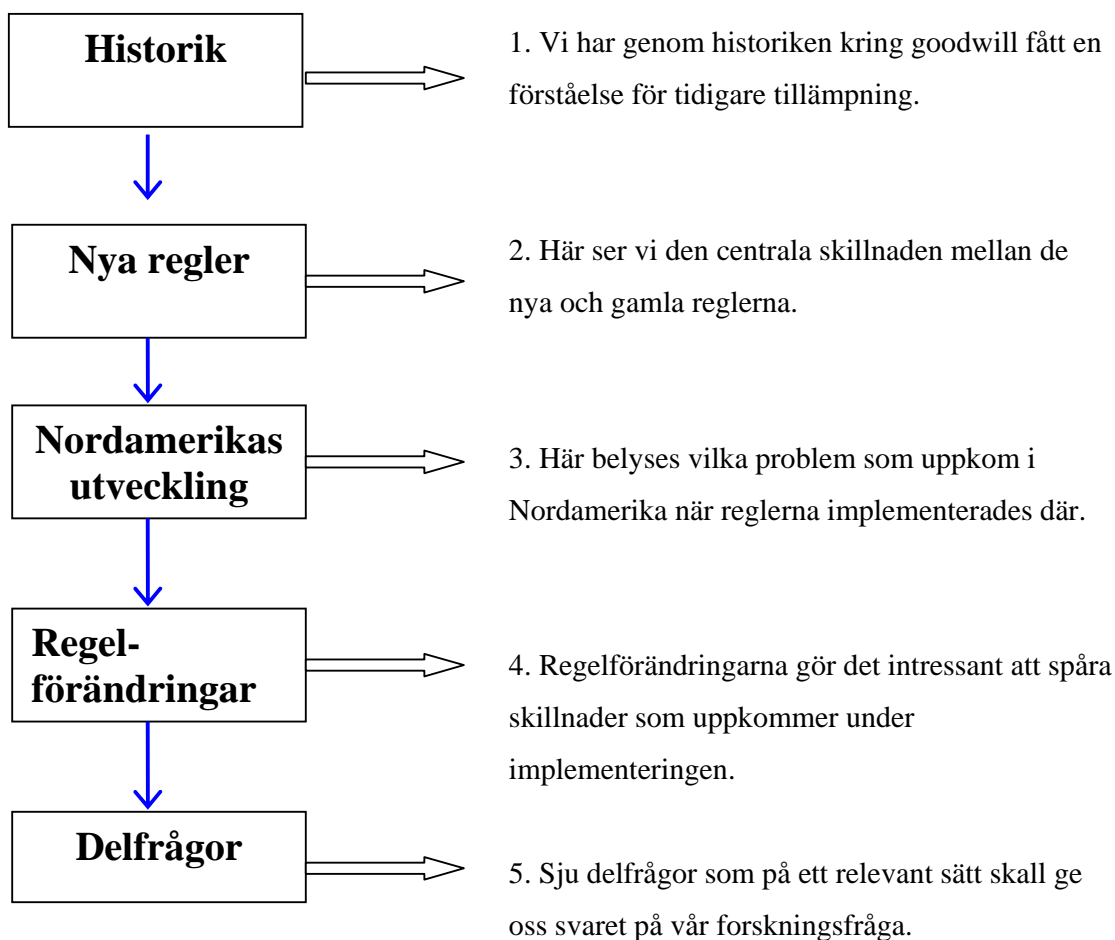 Historik
1. Vi har genom historiken kring goodwill fått en
förståelse för tidigare tillämpning.
Nya regler
2. Här ser vi den centrala skillnaden mellan de
nya och gamla reglerna.
Nordamerikas
utveckling
3. Här belyses vilka problem som uppkom i
Nordamerika när reglerna implementerades där.
Regel-
förändringar
4. Regelförändringarna gör det intressant att spåra
skillnader som uppkommer under
implementeringen.
Delfrågor
5. Sju delfrågor som på ett relevant sätt skall ge
oss svaret på vår forskningsfråga.